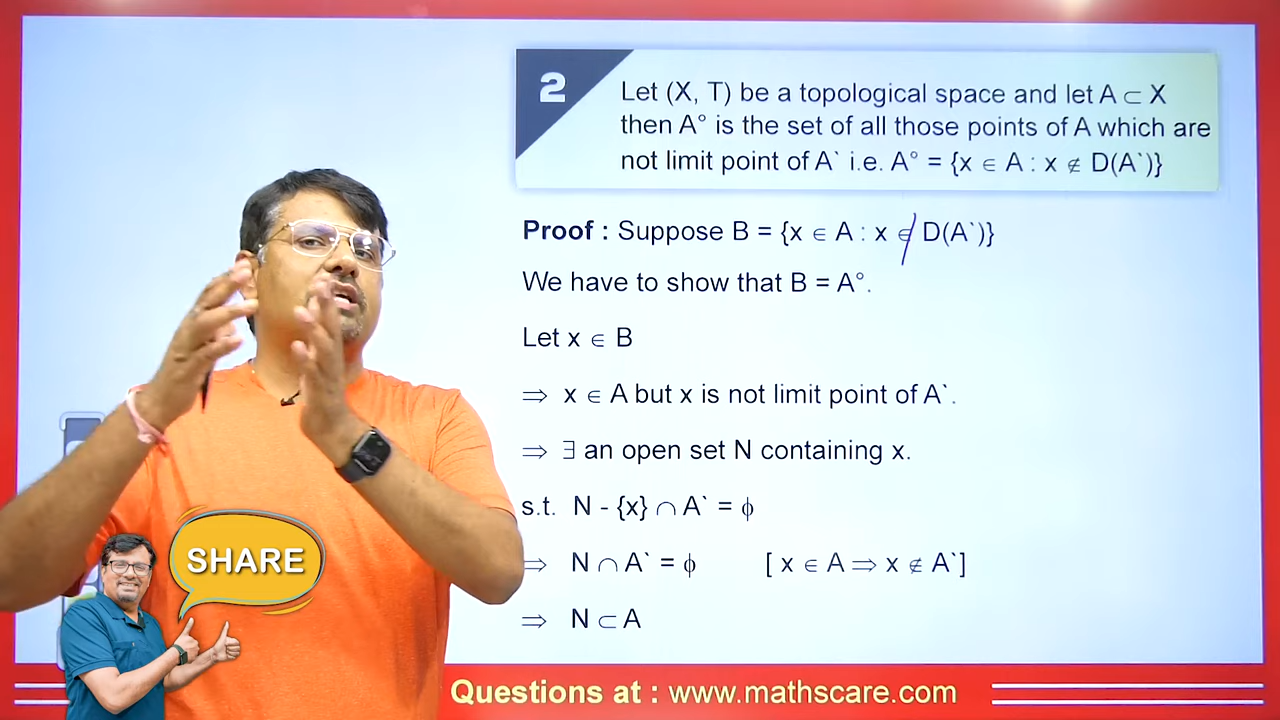 2
Let (X, T) be a topological space and let A ⊂ X
then A° is the set of all those points of A which are
not limit point of A` i.e. A° = {x ∈ A : x ∉ D(A`)}
Proof : Suppose B = {x ∈ A : x ∉ D(A`)}
We have to show that B = A°.
Let x ∈ B
⇒ x ∈ A but x is not limit point of A`.
⇒ ∃ an open set N containing x.
s.t. N - {x} ∩ A` = ϕ
⇒ N ∩ A` = ϕ [ x ∈ A ⇒ x ∉ A`]
⇒ N ⊂ A
SHARE
Questions at : www.mathscare.com